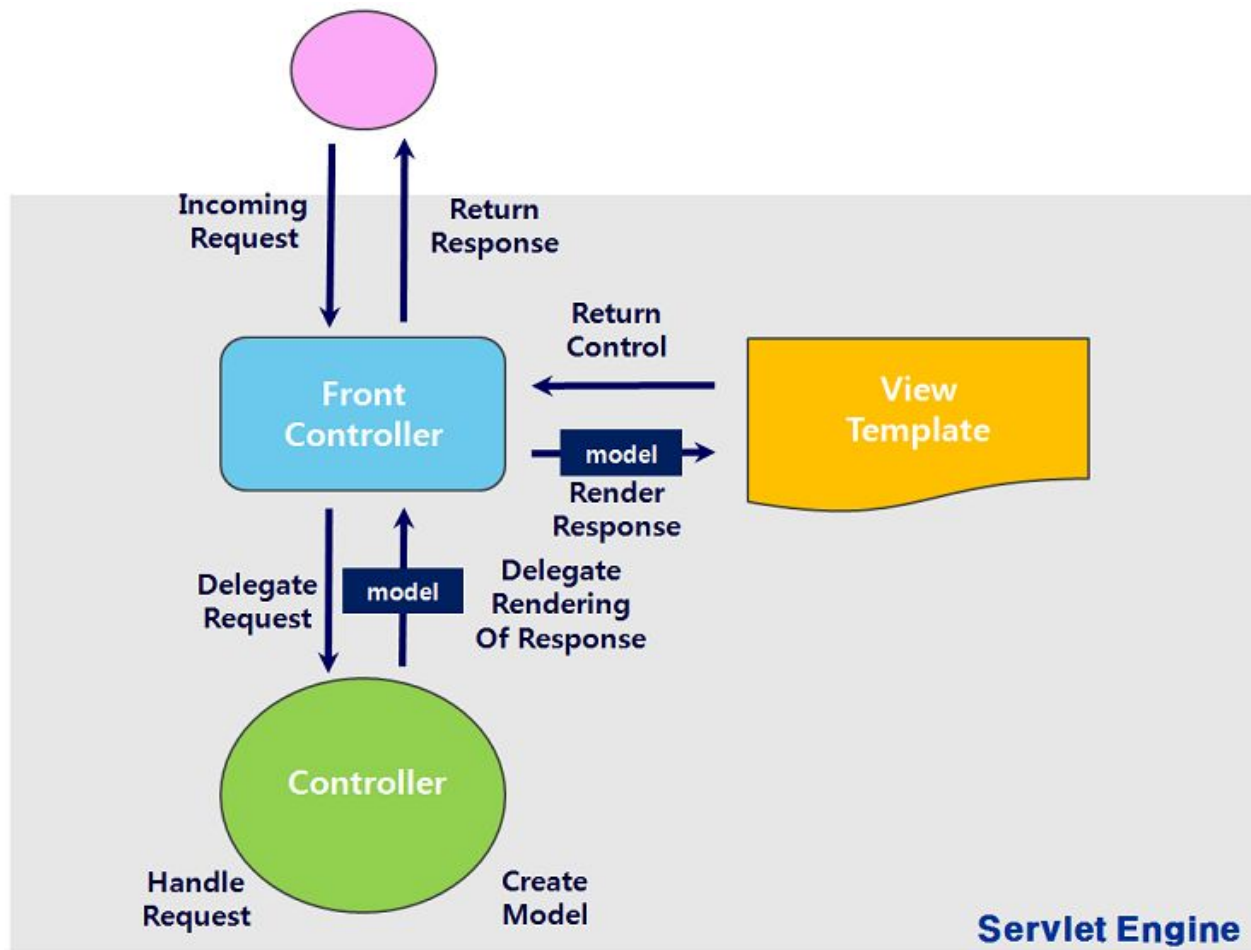 Incoming
Request
Return
Response
Return
Control
Front
Controller
View
Template
model
Render
Response
Delegate
Request
model
Delegate
Rendering
Of Response
Controller
Handle
Request
Create
Model
Servlet Engine